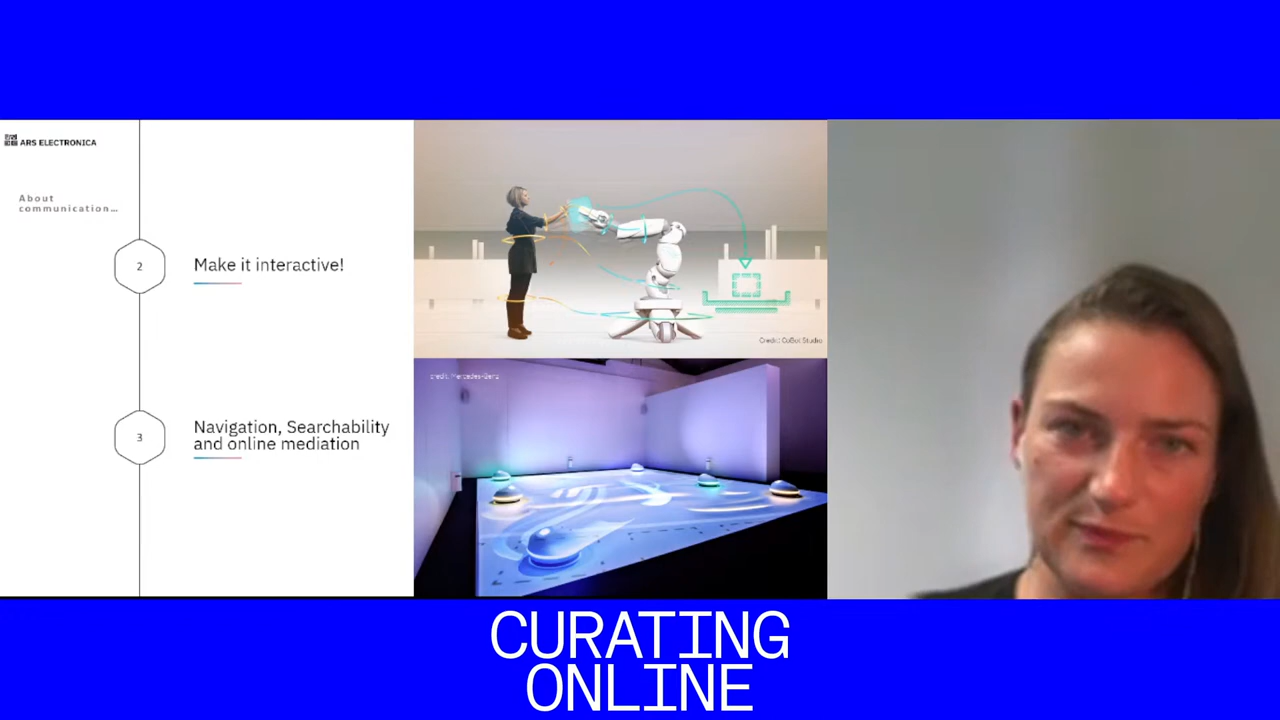 ARS ELECTRONICA
About
communication…
2
Make it interactive!
3
Navigation, Searchability
and online mediation
Credit: CoBot Studio
credit: Mercedes-Benz
CURATING
ONLINE